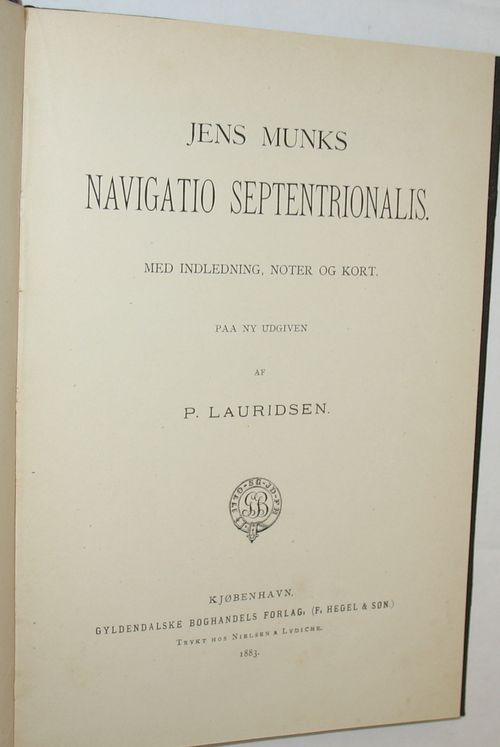 JENS MUNKS
NAVIGATIO SEPTENTRIONALIS.
MED INDLEDNING, NOTER OG KORT.
PAA NY UDGIVEN
AF
P. LAURIDSEN.
KJØBENHAVN.
GYLDENDALSKE BOGHANDELS FORLAG, (F. HEGEL & SØN.)
TRYKT HOS NIELSEN & LYDICHE.
1883.